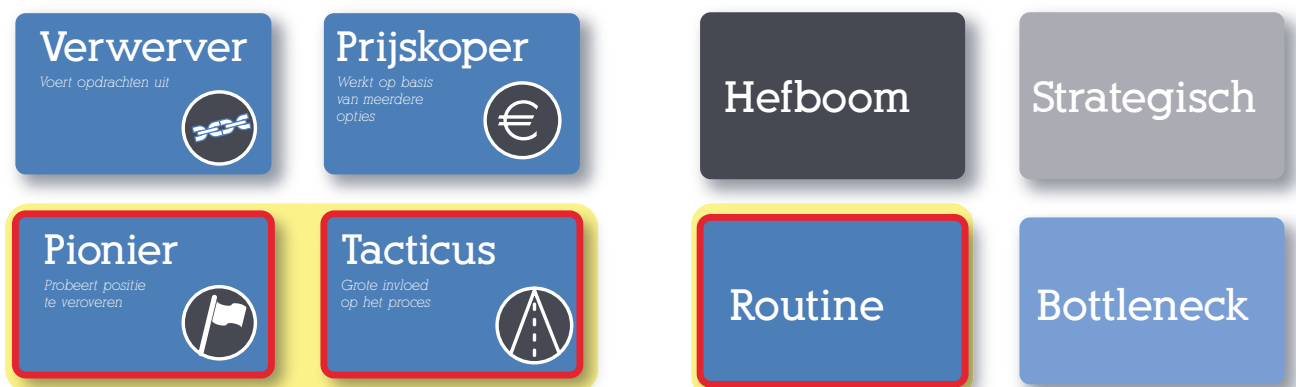 Verwerver
Voert opdrachten uit
Prijskoper
Werkt op basis
van meerdere
opties
€
Hefboom
Strategisch
Pionier
Probeert positie
te veroveren
Tacticus
Grote invloed
op het proces
Routine
Bottleneck